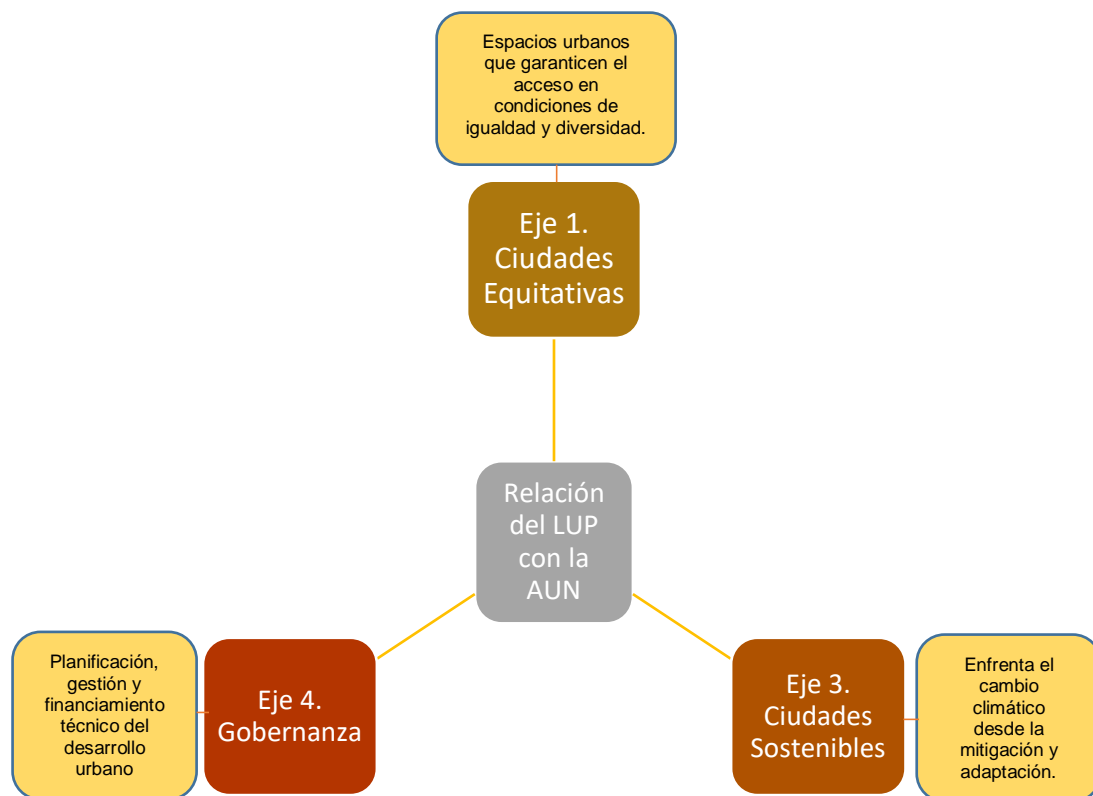 Espacios urbanos
que garanticen el
acceso en
condiciones de
igualdad y diversidad.
Eje 1.
Ciudades
Equitativas
Relación
del LUP
con la
AUN
Planificación,
gestión y
financiamiento
técnico del
desarrollo
urbano
Eje 4.
Gobernanza
Eje 3.
Ciudades
Sostenibles
Enfrenta el
cambio
climático
desde la
mitigación y
adaptación.